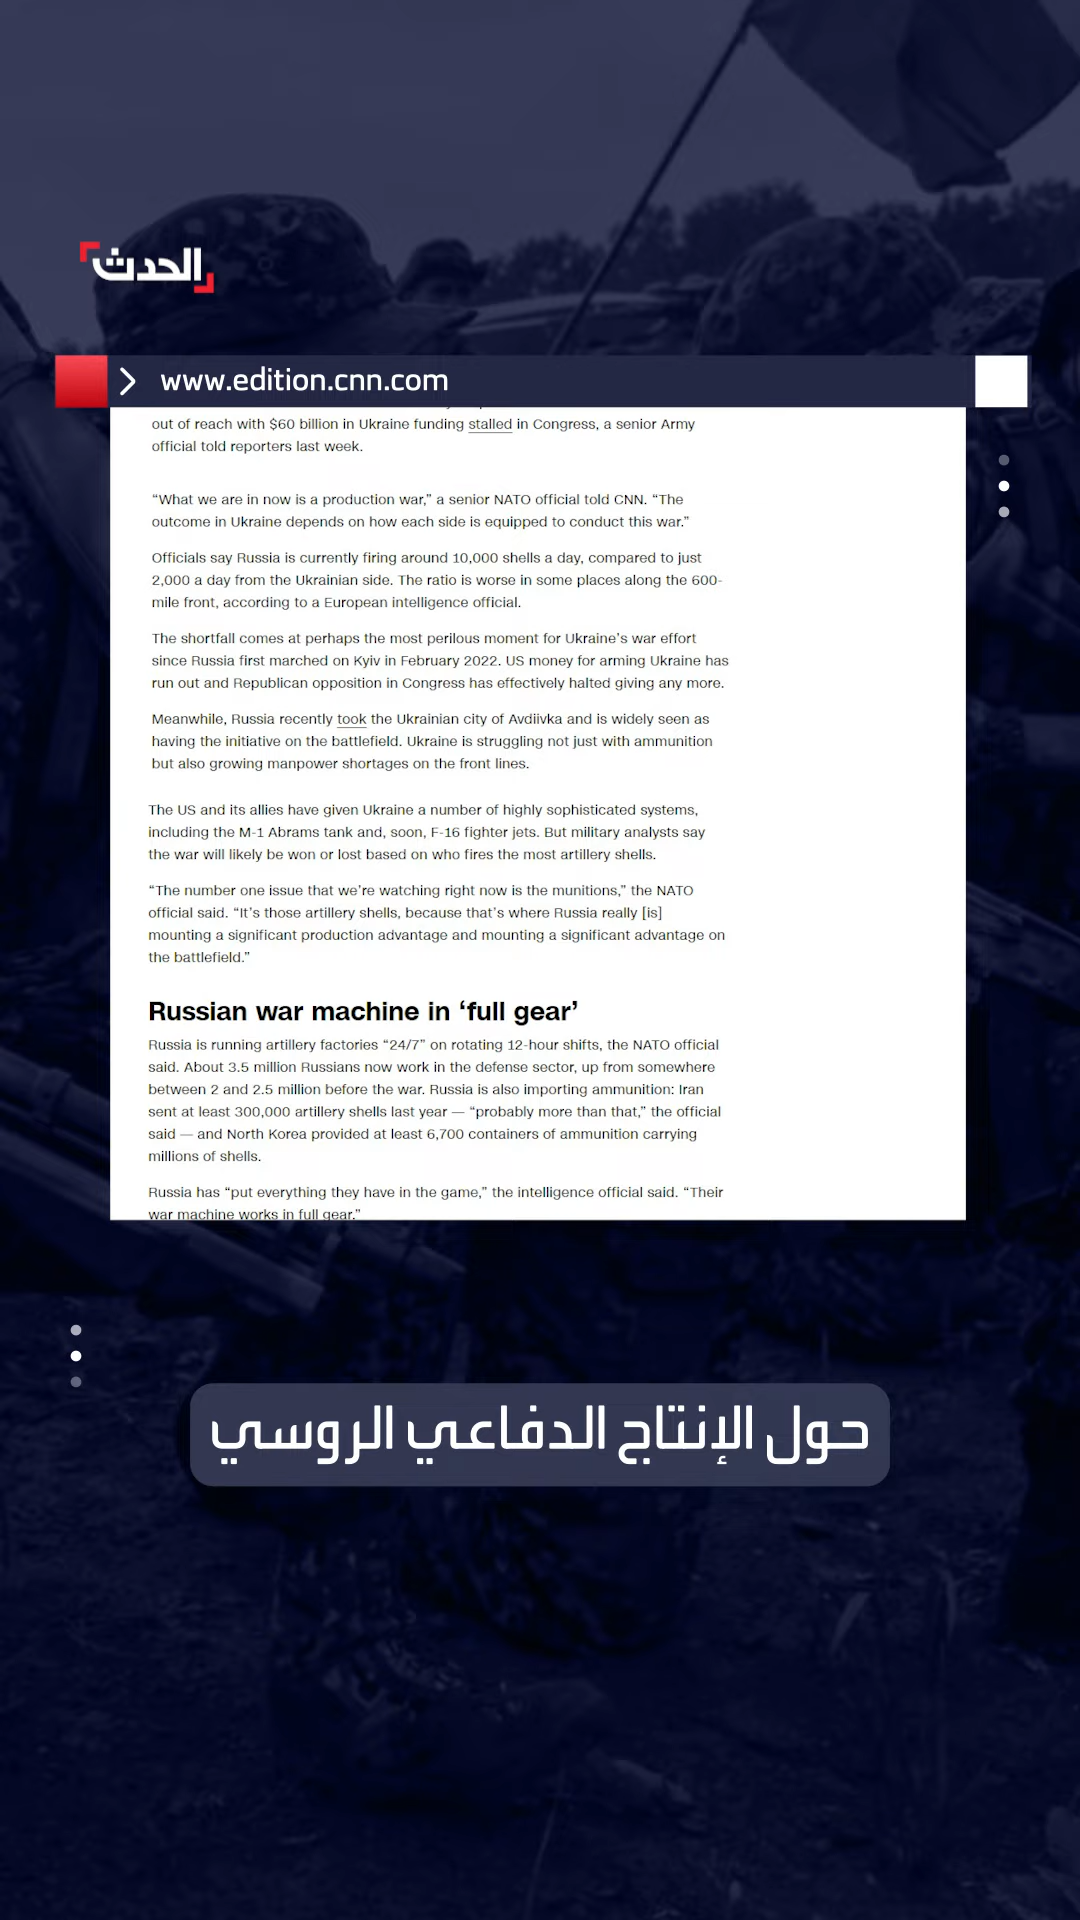 الحدث
www.edition.cnn.com
out of reach with $60 billion in Ukraine funding stalled in Congress, a senior Army
official told reporters last week.
“What we are in now is a production war,” a senior NATO official told CNN. “The
outcome in Ukraine depends on how each side is equipped to conduct this war.”
Officials say Russia is currently firing around 10,000 shells a day, compared to just
2,000 a day from the Ukrainian side. The ratio is worse in some places along the 600-
mile front, according to a European intelligence official.
The shortfall comes at perhaps the most perilous moment for Ukraine’s war effort
since Russia first marched on Kyiv in February 2022. US money for arming Ukraine has
run out and Republican opposition in Congress has effectively halted giving any more.
Meanwhile, Russia recently took the Ukrainian city of Avdiivka and is widely seen as
having the initiative on the battlefield. Ukraine is struggling not just with ammunition
but also growing manpower shortages on the front lines.
The US and its allies have given Ukraine a number of highly sophisticated systems,
including the M-1 Abrams tank and, soon, F-16 fighter jets. But military analysts say
the war will likely be won or lost based on who fires the most artillery shells.
“The number one issue that we’re watching right now is the munitions,” the NATO
official said. “It’s those artillery shells, because that’s where Russia really [is]
mounting a significant production advantage and mounting a significant advantage on
the battlefield.”
Russian war machine in ‘full gear’
Russia is running artillery factories “24/7” on rotating 12-hour shifts, the NATO official
said. About 3.5 million Russians now work in the defense sector, up from somewhere
between 2 and 2.5 million before the war. Russia is also importing ammunition: Iran
sent at least 300,000 artillery shells last year — “probably more than that,” the official
said — and North Korea provided at least 6,700 containers of ammunition carrying
millions of shells.
Russia has “put everything they have in the game,” the intelligence official said. “Their
war machine works in full gear.”
حول الإنتاج الدفاعي الروسي